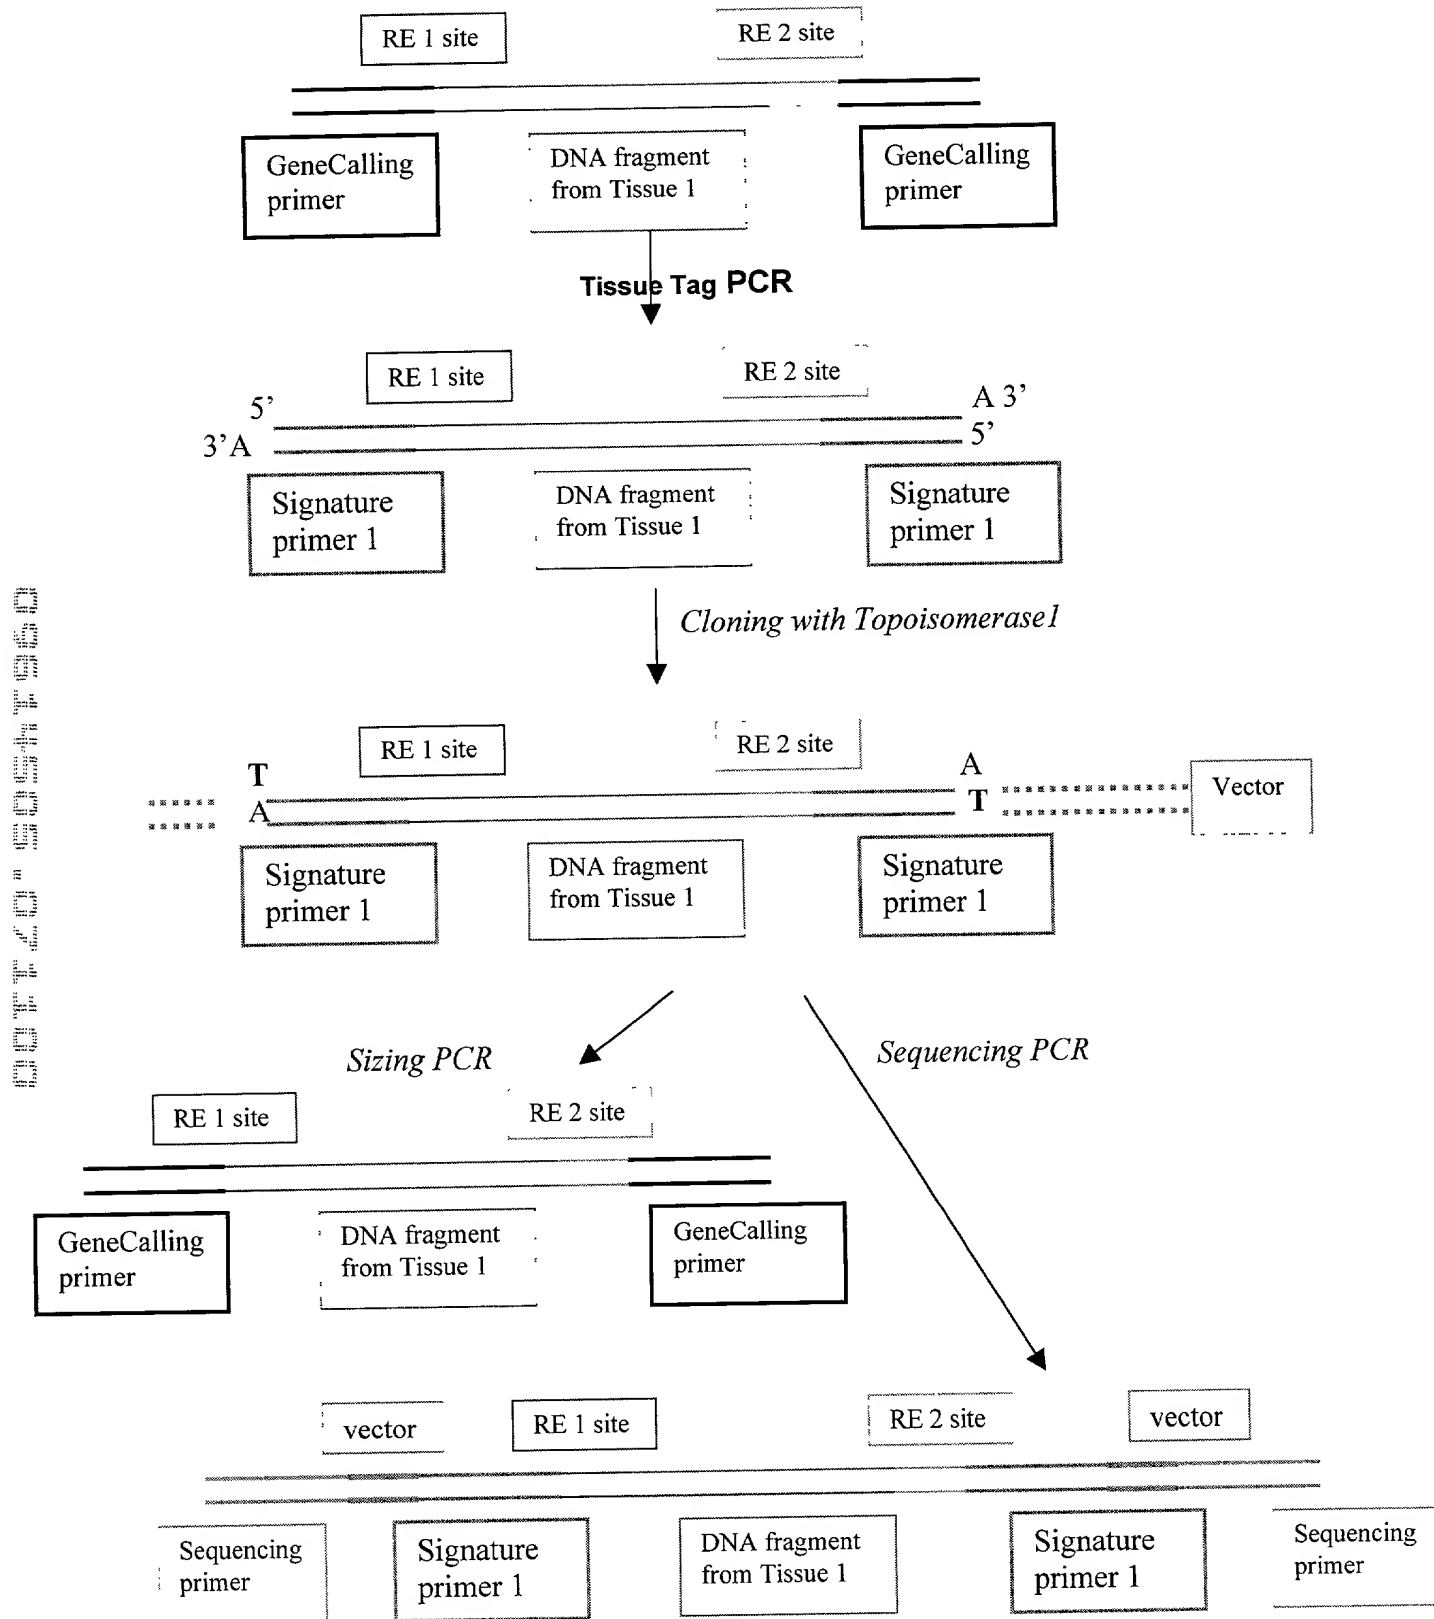 RE 1 site
RE 2 site
GeneCalling
primer
DNA fragment
from Tissue 1
GeneCalling
primer
Tissue Tag PCR
RE 1 site
RE 2 site
5’
A 3’
3’A
5’
Signature
primer 1
DNA fragment
from Tissue 1
Signature
primer 1
Cloning with Topoisomerase1
RE 1 site
RE 2 site
T
A
A
T
Vector
Signature
primer 1
DNA fragment
from Tissue 1
Signature
primer 1
Sizing PCR
Sequencing PCR
RE 1 site
RE 2 site
GeneCalling
primer
DNA fragment
from Tissue 1
GeneCalling
primer
vector
RE 1 site
RE 2 site
vector
Sequencing
primer
Signature
primer 1
DNA fragment
from Tissue 1
Signature
primer 1
Sequencing
primer